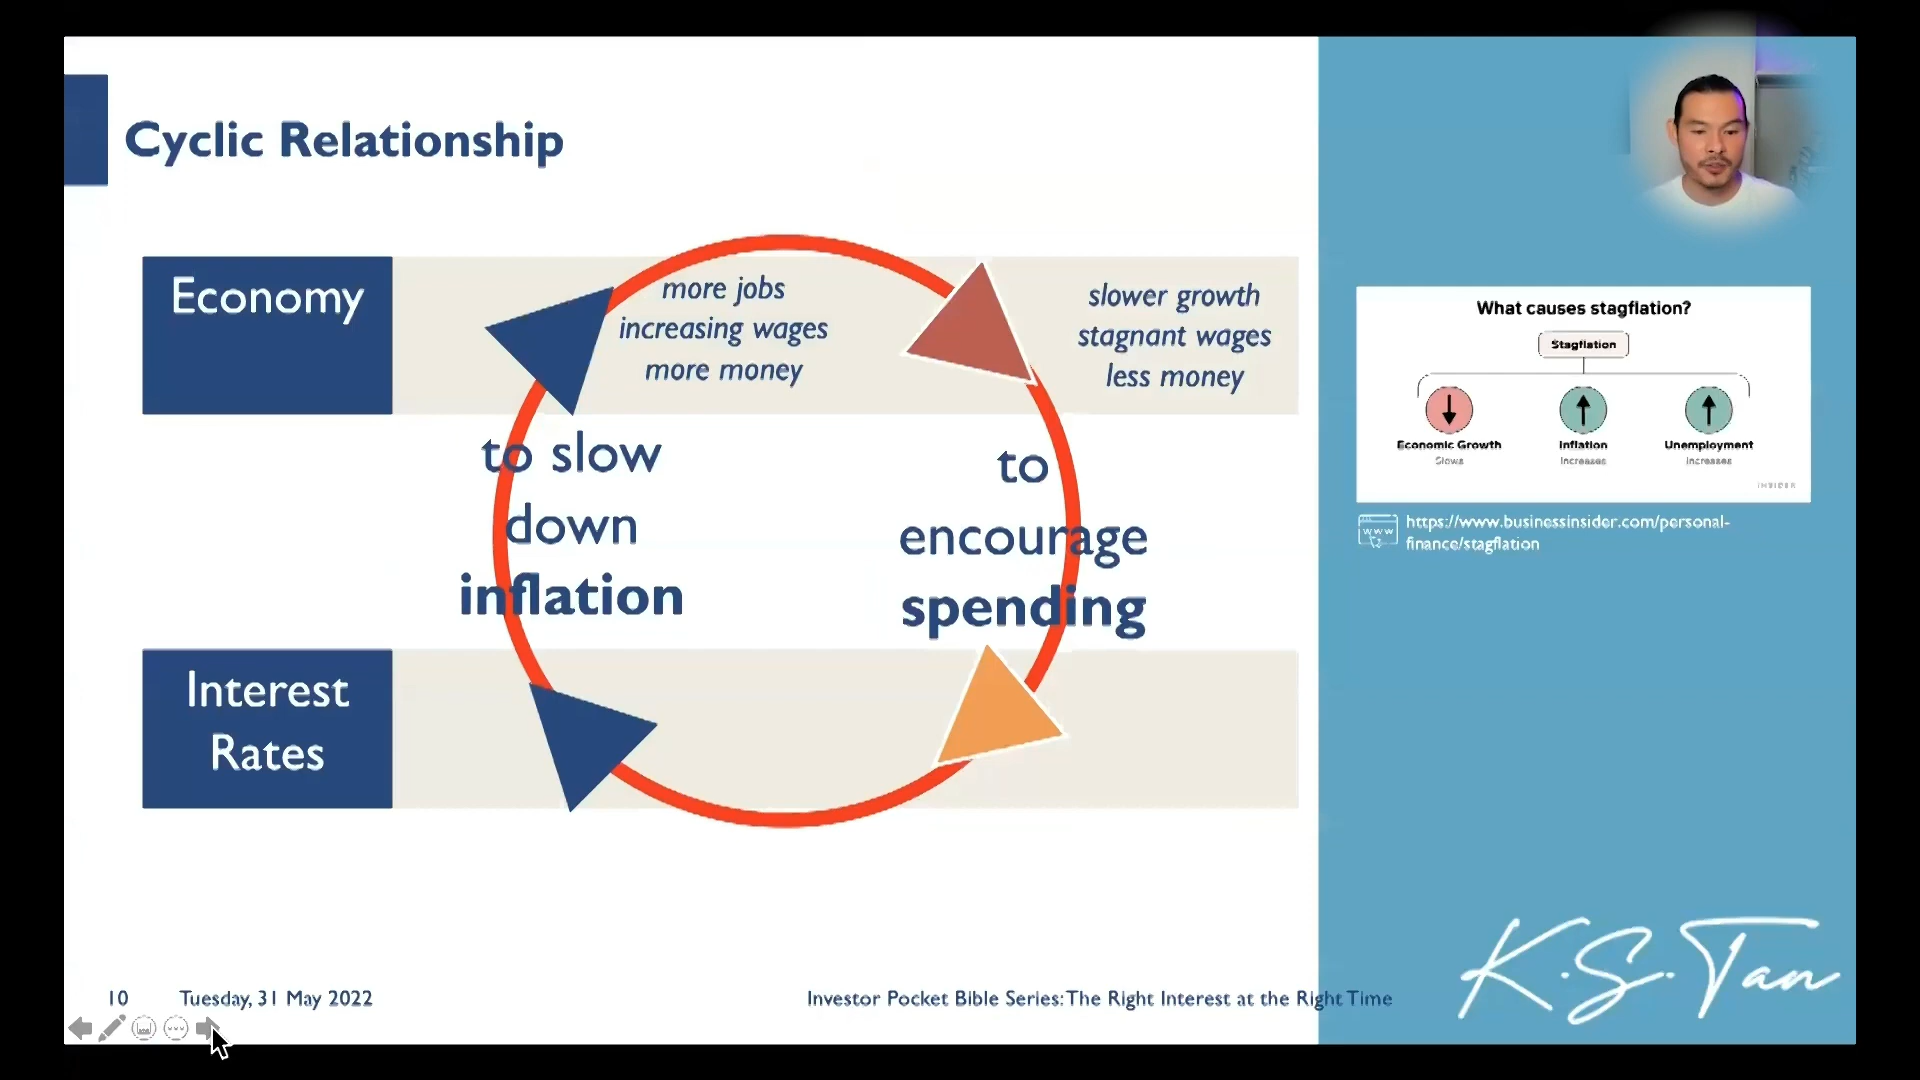 Cyclic Relationship
Economy
more jobs
increasing wages
more money
slower growth
stagnant wages
less money
to slow
down
inflation
to
encourage
spending
Interest
Rates
What causes stagflation?
Stagflation
Economic Growth
Slows
Inflation
Increases
Unemployment
Increases
INSIDER
www
https://www.businessinsider.com/personal-
finance/stagflation
K.S.Tan
10
Tuesday, 31 May 2022
Investor Pocket Bible Series: The Right Interest at the Right Time